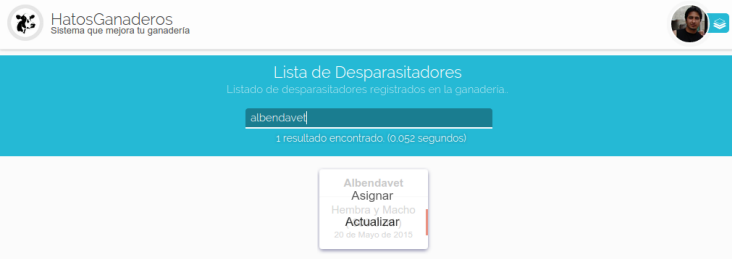 HatosGanaderos
Sistema que mejora tu ganadería
Lista de Desparasitadores
Listado de desparasitadores registrados en la ganadería.
albendavet
1 resultado encontrado. (0.052 segundos)
Albendavet
Asignar
Hembra y Macho
Actualizar
20 de Mayo de 2015